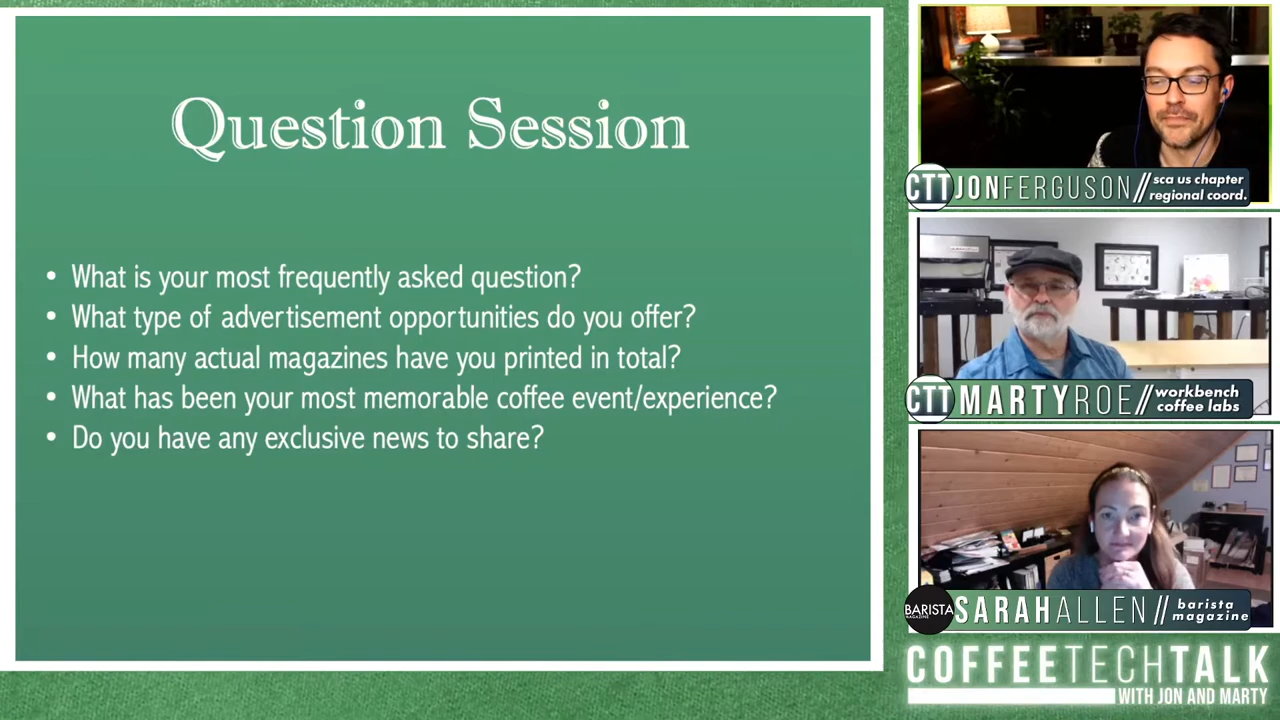 Question Session
• What is your most frequently asked question?
• What type of advertisement opportunities do you offer?
• How many actual magazines have you printed in total?
• What has been your most memorable coffee event/experience?
• Do you have any exclusive news to share?
CTT JONFERGUSON // sca us chapter
regional coord.
CTT MARTYROE // workbench
coffee labs
BARISTA
MAGAZINE
SARAHALLEN // barista
magazine
COFFEETECHTALK
WITH JON AND MARTY